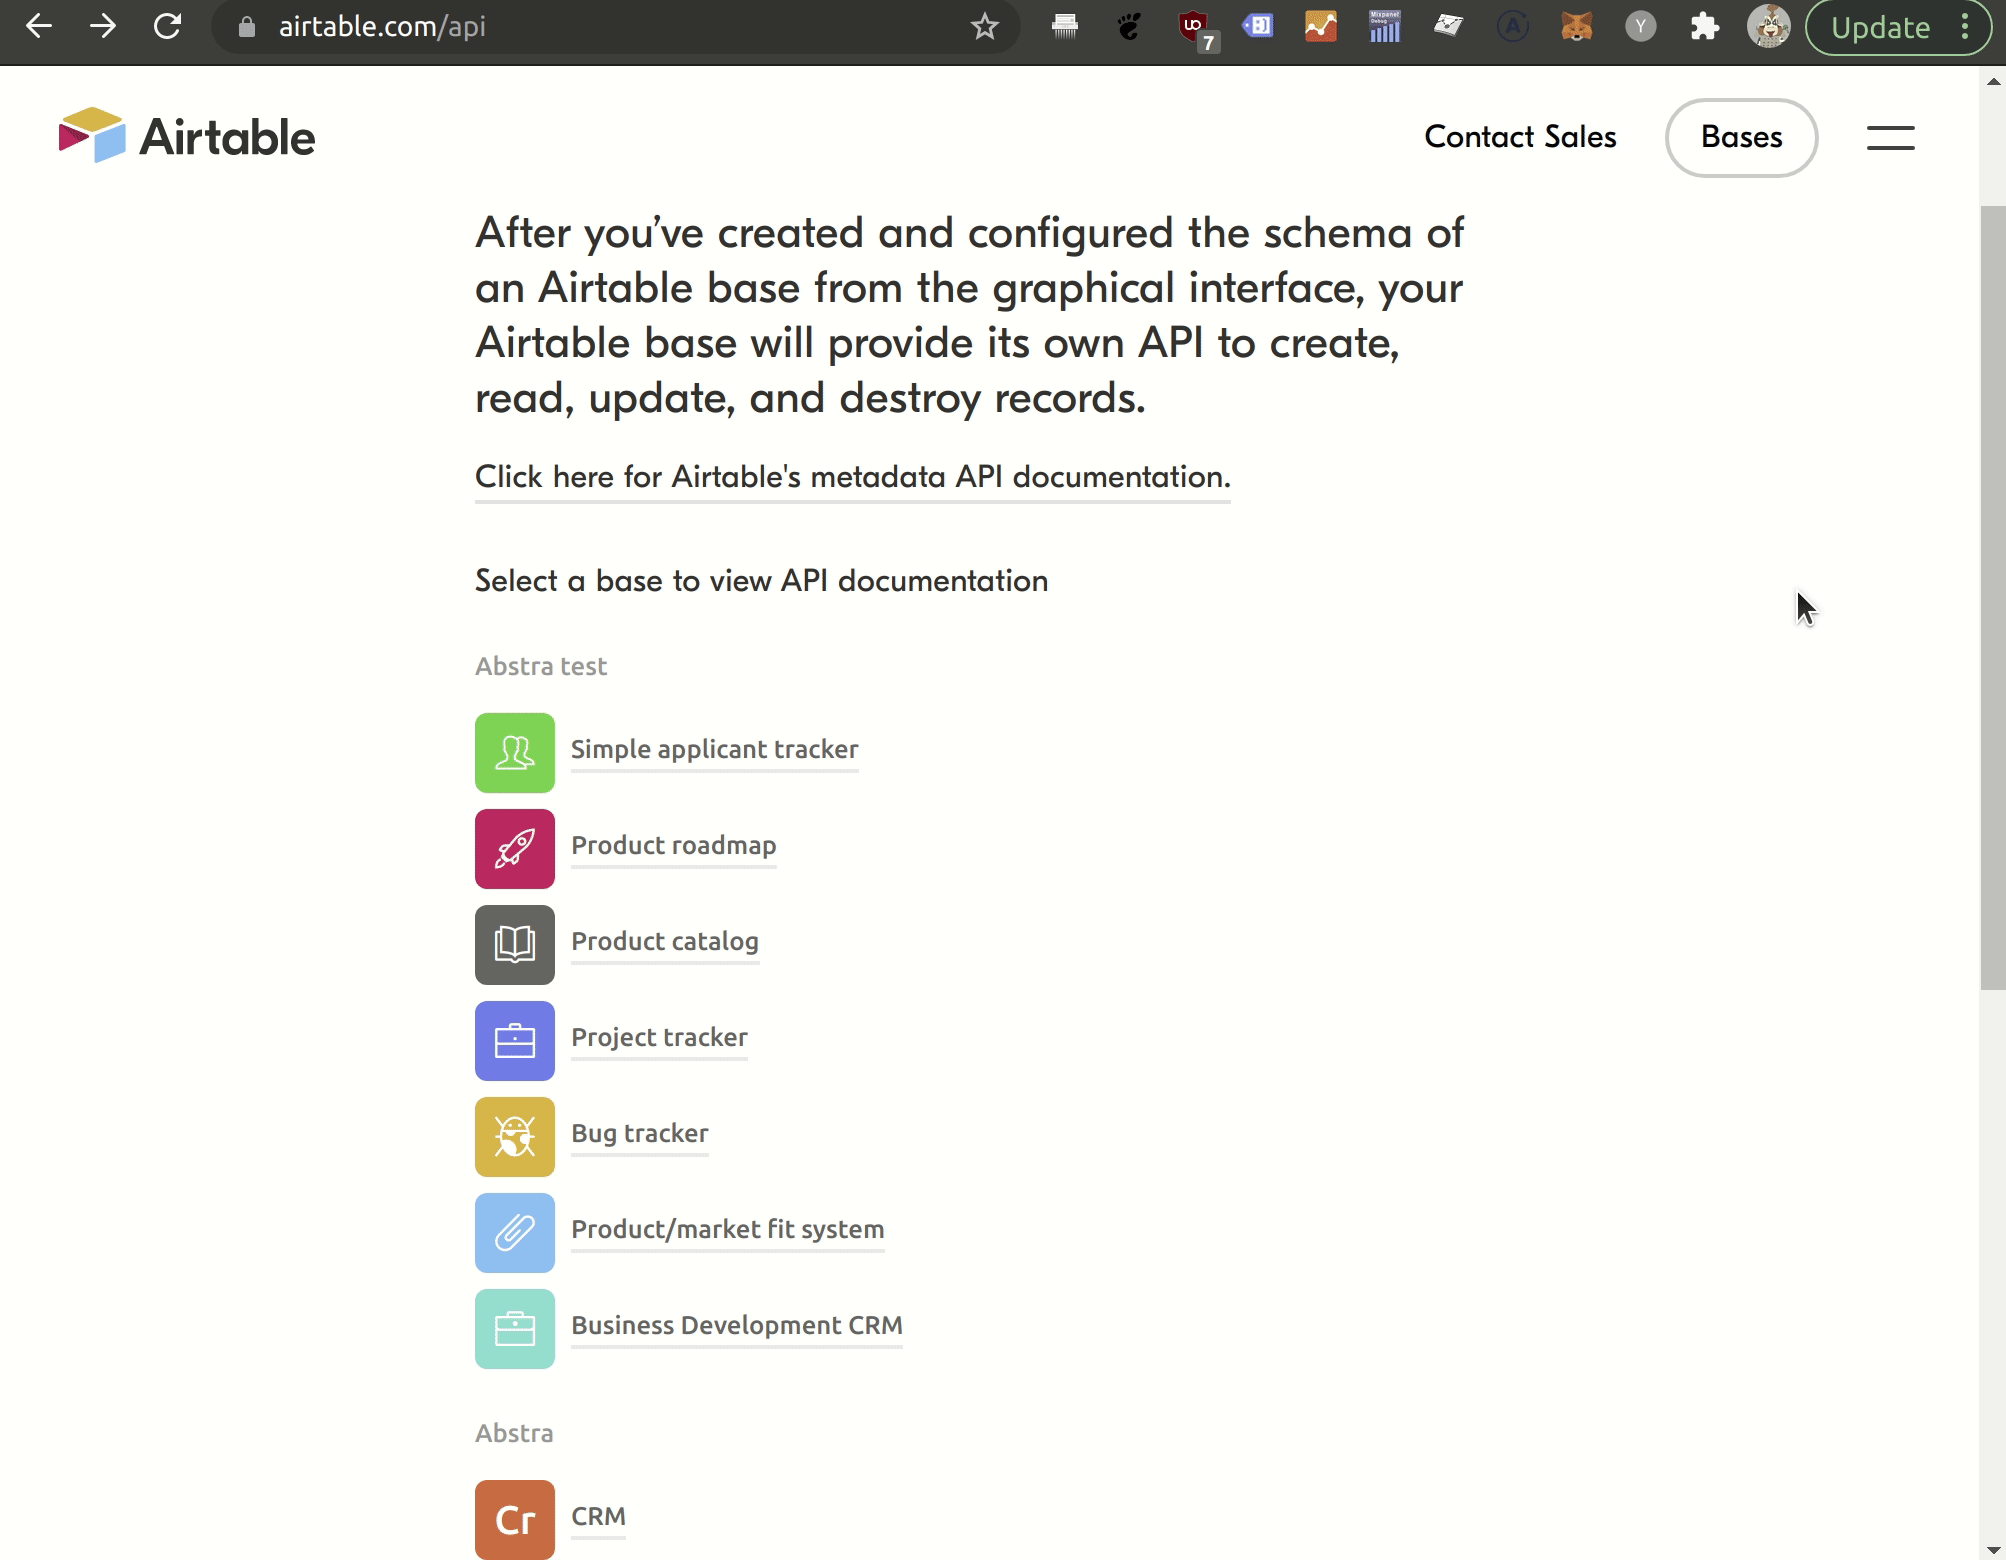 airtable.com/api
7
Mixpanel
Debug
A
Y
Update
Airtable
Contact Sales
Bases
After you’ve created and configured the schema of
an Airtable base from the graphical interface, your
Airtable base will provide its own API to create,
read, update, and destroy records.
Click here for Airtable's metadata API documentation.
Select a base to view API documentation
Abstra test
Simple applicant tracker
Product roadmap
Product catalog
Project tracker
Bug tracker
Product/market fit system
Business Development CRM
Abstra
Cr CRM